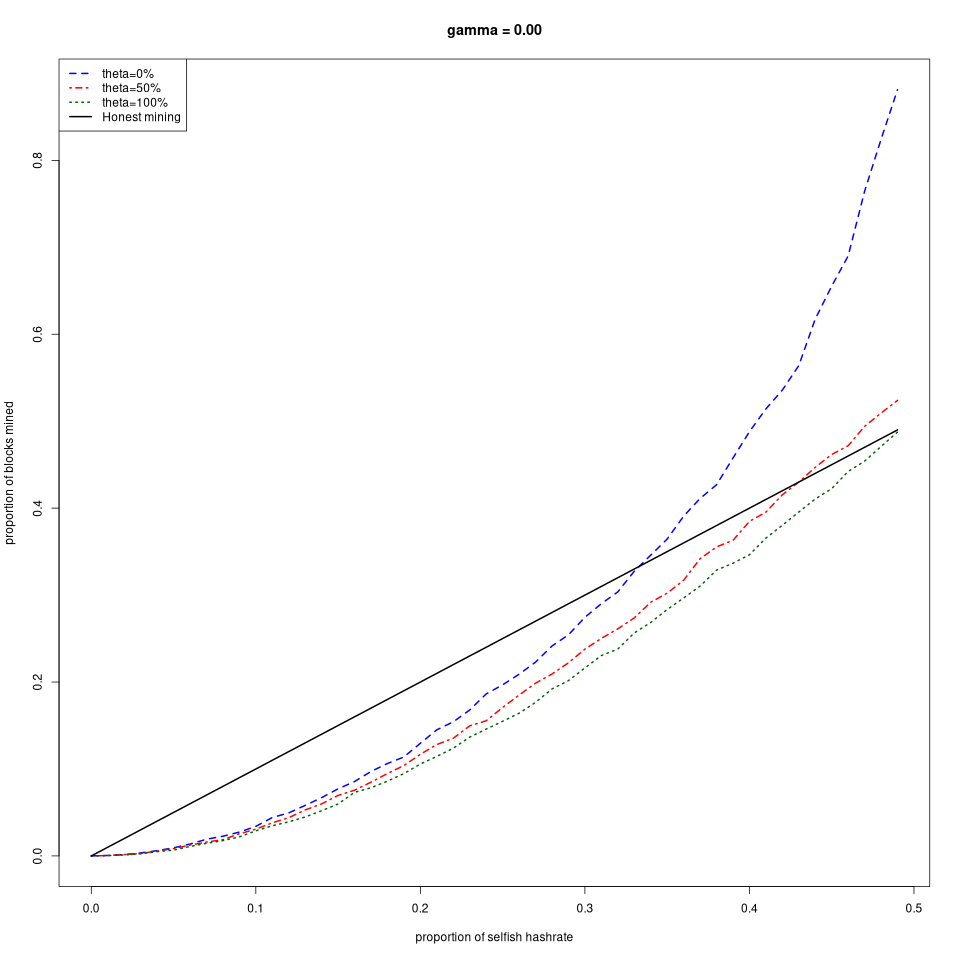 gamma = 0.00
theta=0%
theta=50%
theta=100%
Honest mining
proportion of blocks mined
0.8
0.6
0.4
0.2
0.0
0.0 0.1 0.2 0.3 0.4 0.5
proportion of selfish hashrate